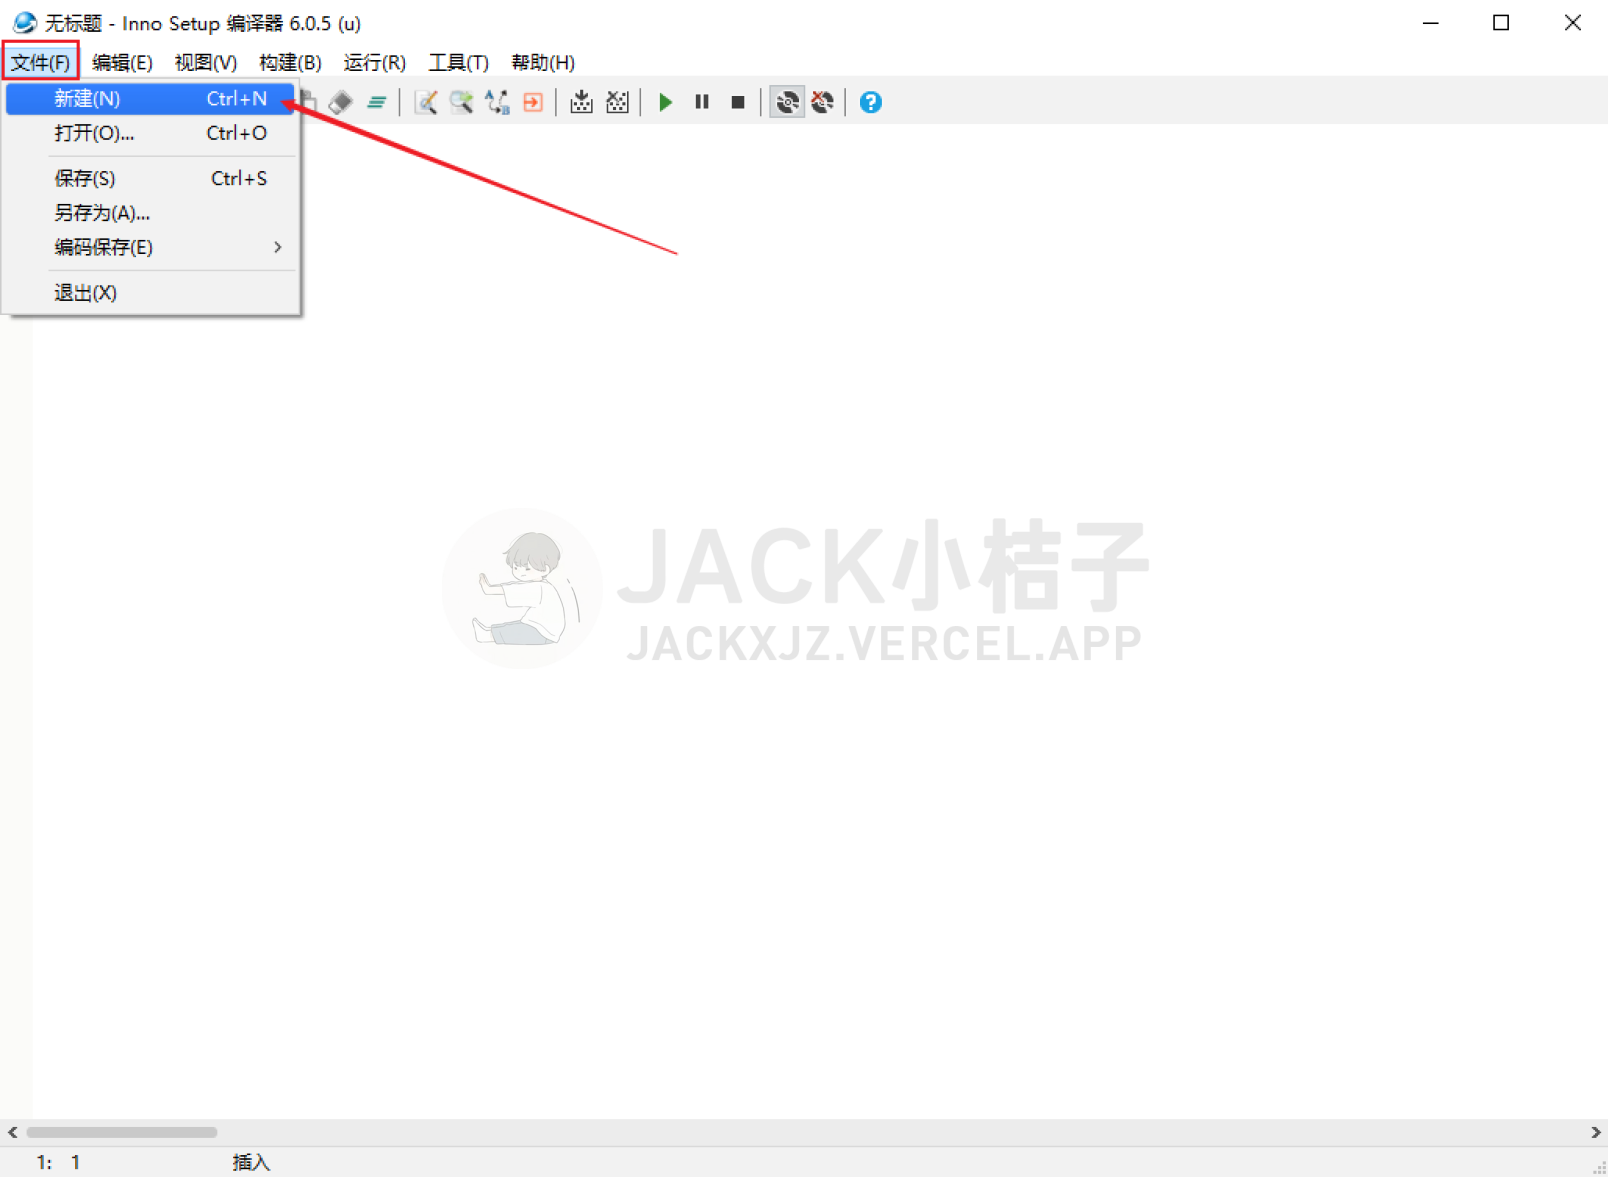 无标题 - Inno Setup 编译器 6.0.5 (u)
文件(F) 编辑(E) 视图(V) 构建(B) 运行(R) 工具(T) 帮助(H)
新建(N) Ctrl+N
打开(O)... Ctrl+O
保存(S) Ctrl+S
另存为(A)...
编码保存(E)
退出(X)
JACK小桔子
JACKXJZ.VERCEL.APP
1: 1 插入